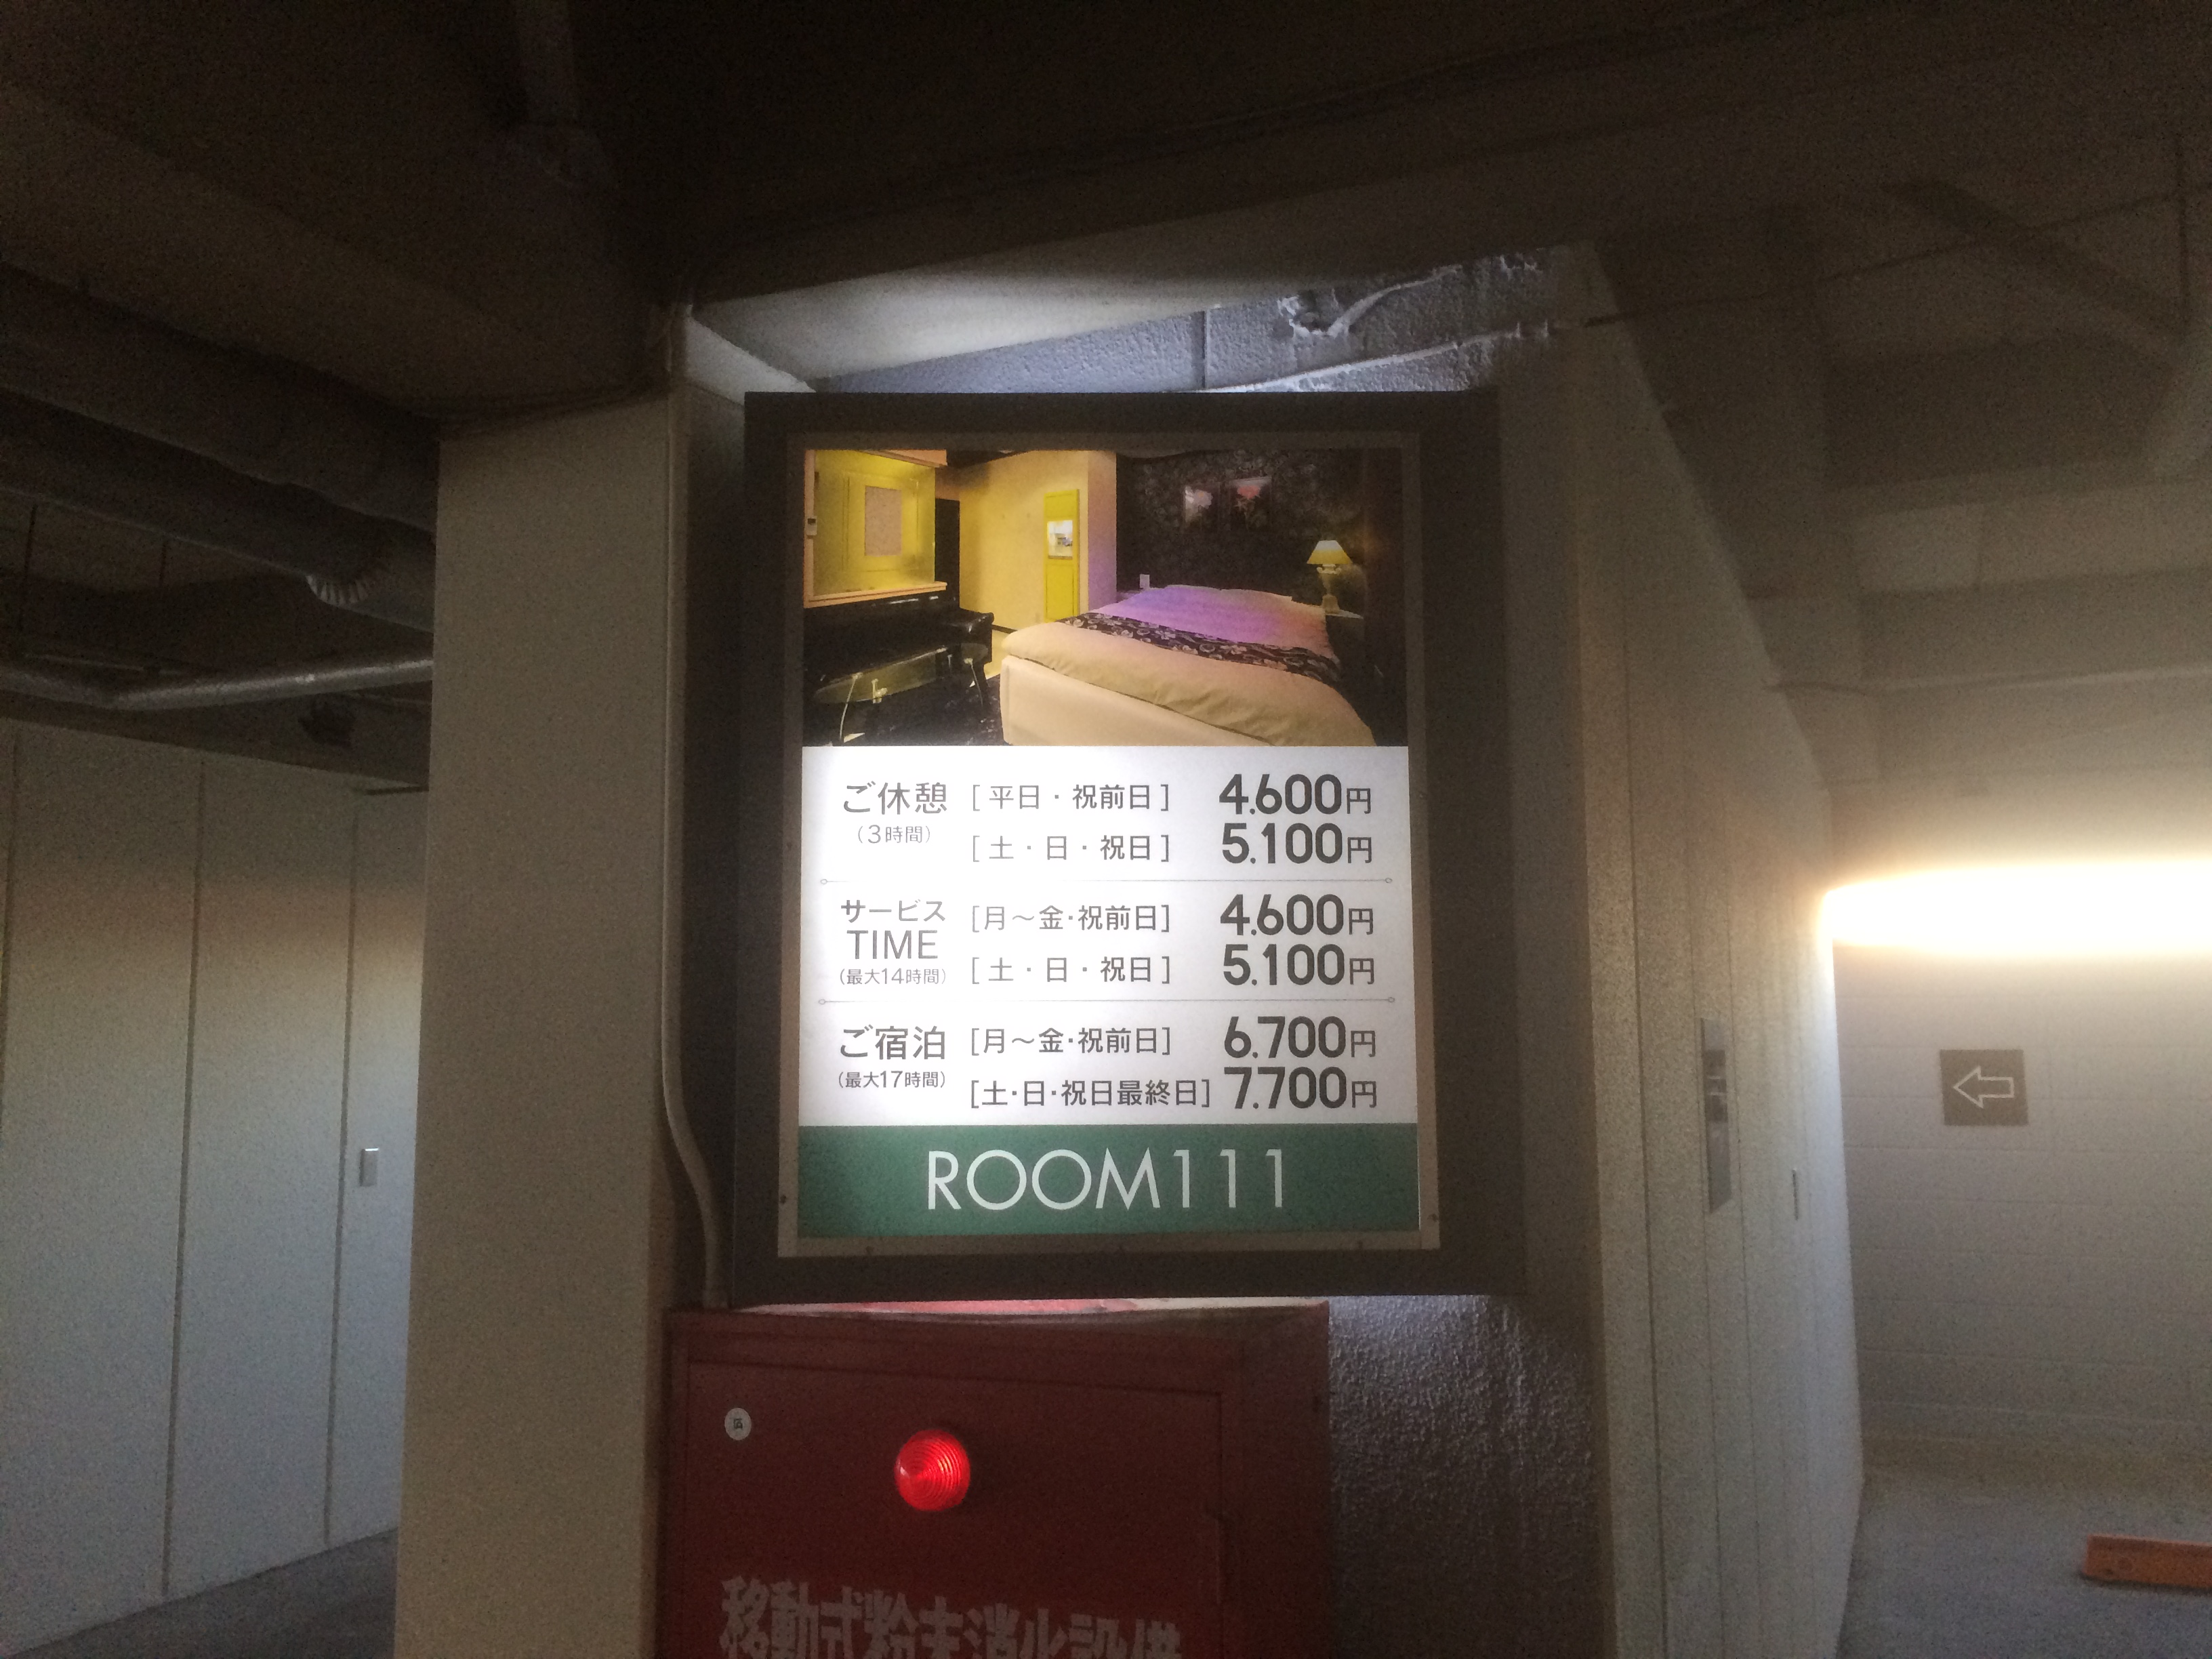 ご休憩 [ 平日・祝前日 ] 4,600円
(3時間) [ 土・日・祝日 ] 5,100円
サービス [月～金・祝前日] 4,600円
TIME
(最大14時間) [ 土・日・祝日 ] 5,100円
ご宿泊 [月～金・祝前日] 6,700円
(最大17時間) [土・日・祝日最終日] 7,700円
ROOM111
移動式粉末消火設備